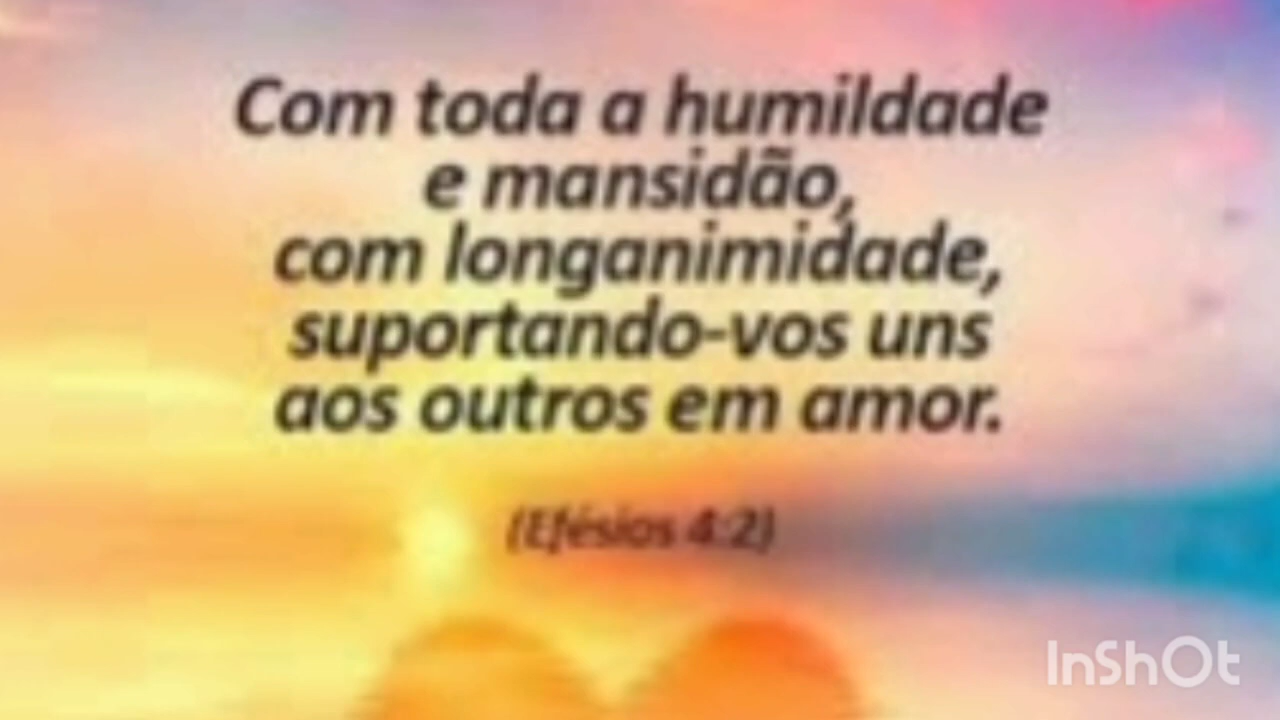 Com toda a humildade
e mansidão,
com longanimidade,
suportando-vos uns
aos outros em amor.
(Efésios 4:2)
InShOt